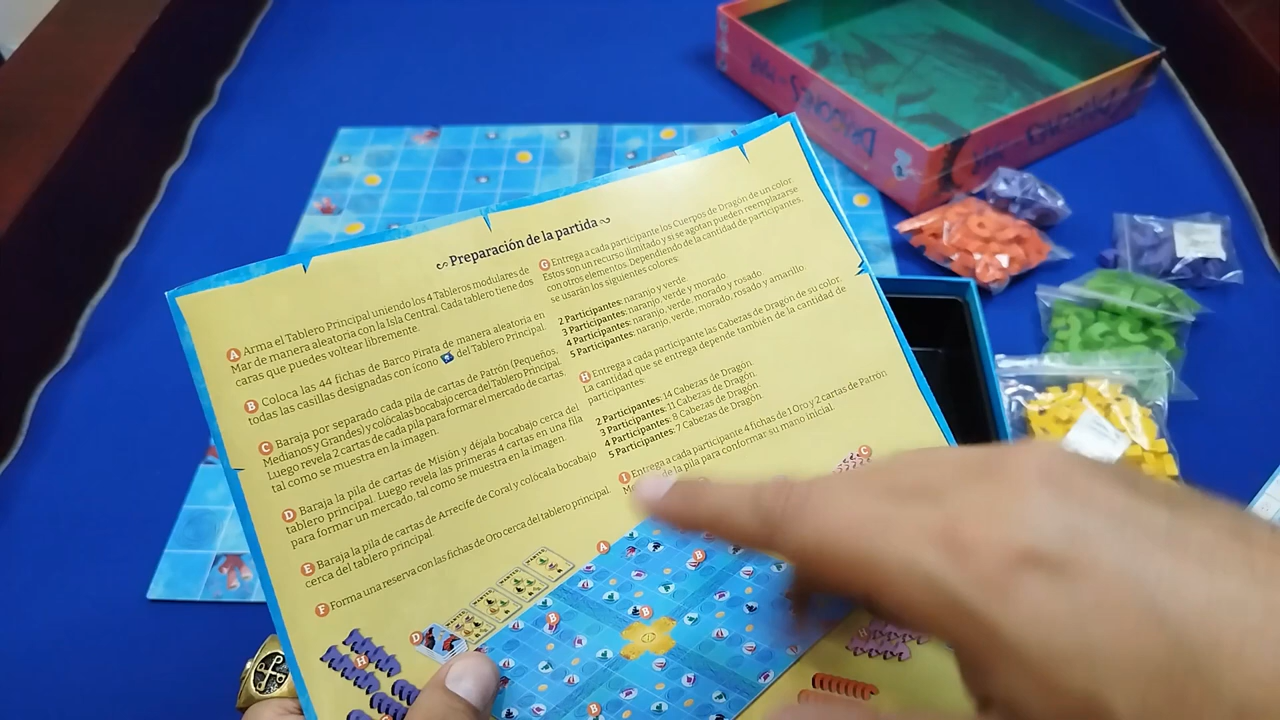 Preparación de la partida
A Arma el Tablero Principal uniendo los 4 Tableros modulares de
Mar de manera aleatoria con la Isla Central. Cada tablero tiene dos
caras que puedes voltear libremente.
B Coloca las 44 fichas de Barco Pirata de manera aleatoria en
todas las casillas designadas con ícono del Tablero Principal.
C Baraja por separado cada pila de cartas de Patrón (Pequeños,
Medianos y Grandes) y colócalas bocabajo cerca del Tablero Principal.
Luego revela 2 cartas de cada pila para formar el mercado de cartas,
tal como se muestra en la imagen.
D Baraja la pila de cartas de Misión y déjala bocabajo cerca del
tablero principal. Luego revela las primeras 4 cartas en una fila
para formar un mercado, tal como se muestra en la imagen.
E Baraja la pila de cartas de Arrecife de Coral y colócala bocabajo
cerca del tablero principal.
F Forma una reserva con las fichas de Oro cerca del tablero principal.
G Entrega a cada participante los Cuerpos de Dragón de un color.
Estos son un recurso ilimitado y si se agotan pueden reemplazarse
con otros elementos. Dependiendo de la cantidad de participantes,
se usarán los siguientes colores:
2 Participantes: naranjo y verde.
3 Participantes: naranjo, verde y morado
4 Participantes: naranjo, verde, morado y rosado
5 Participantes: naranjo, verde, morado, rosado y amarillo.
H Entrega a cada participante las Cabezas de Dragón de su color.
La cantidad que se entrega depende también de la cantidad de
participantes:
2 Participantes: 14 Cabezas de Dragón.
3 Participantes: 11 Cabezas de Dragón.
4 Participantes: 8 Cabezas de Dragón.
5 Participantes: 7 Cabezas de Dragón.
I Entrega a cada participante 4 fichas de 1 Oro y 2 cartas de Patrón
de la pila para conformar su mano inicial.
C
A
B
B
B
B
D
H
WANTED
WANTED
WANTED
WANTED